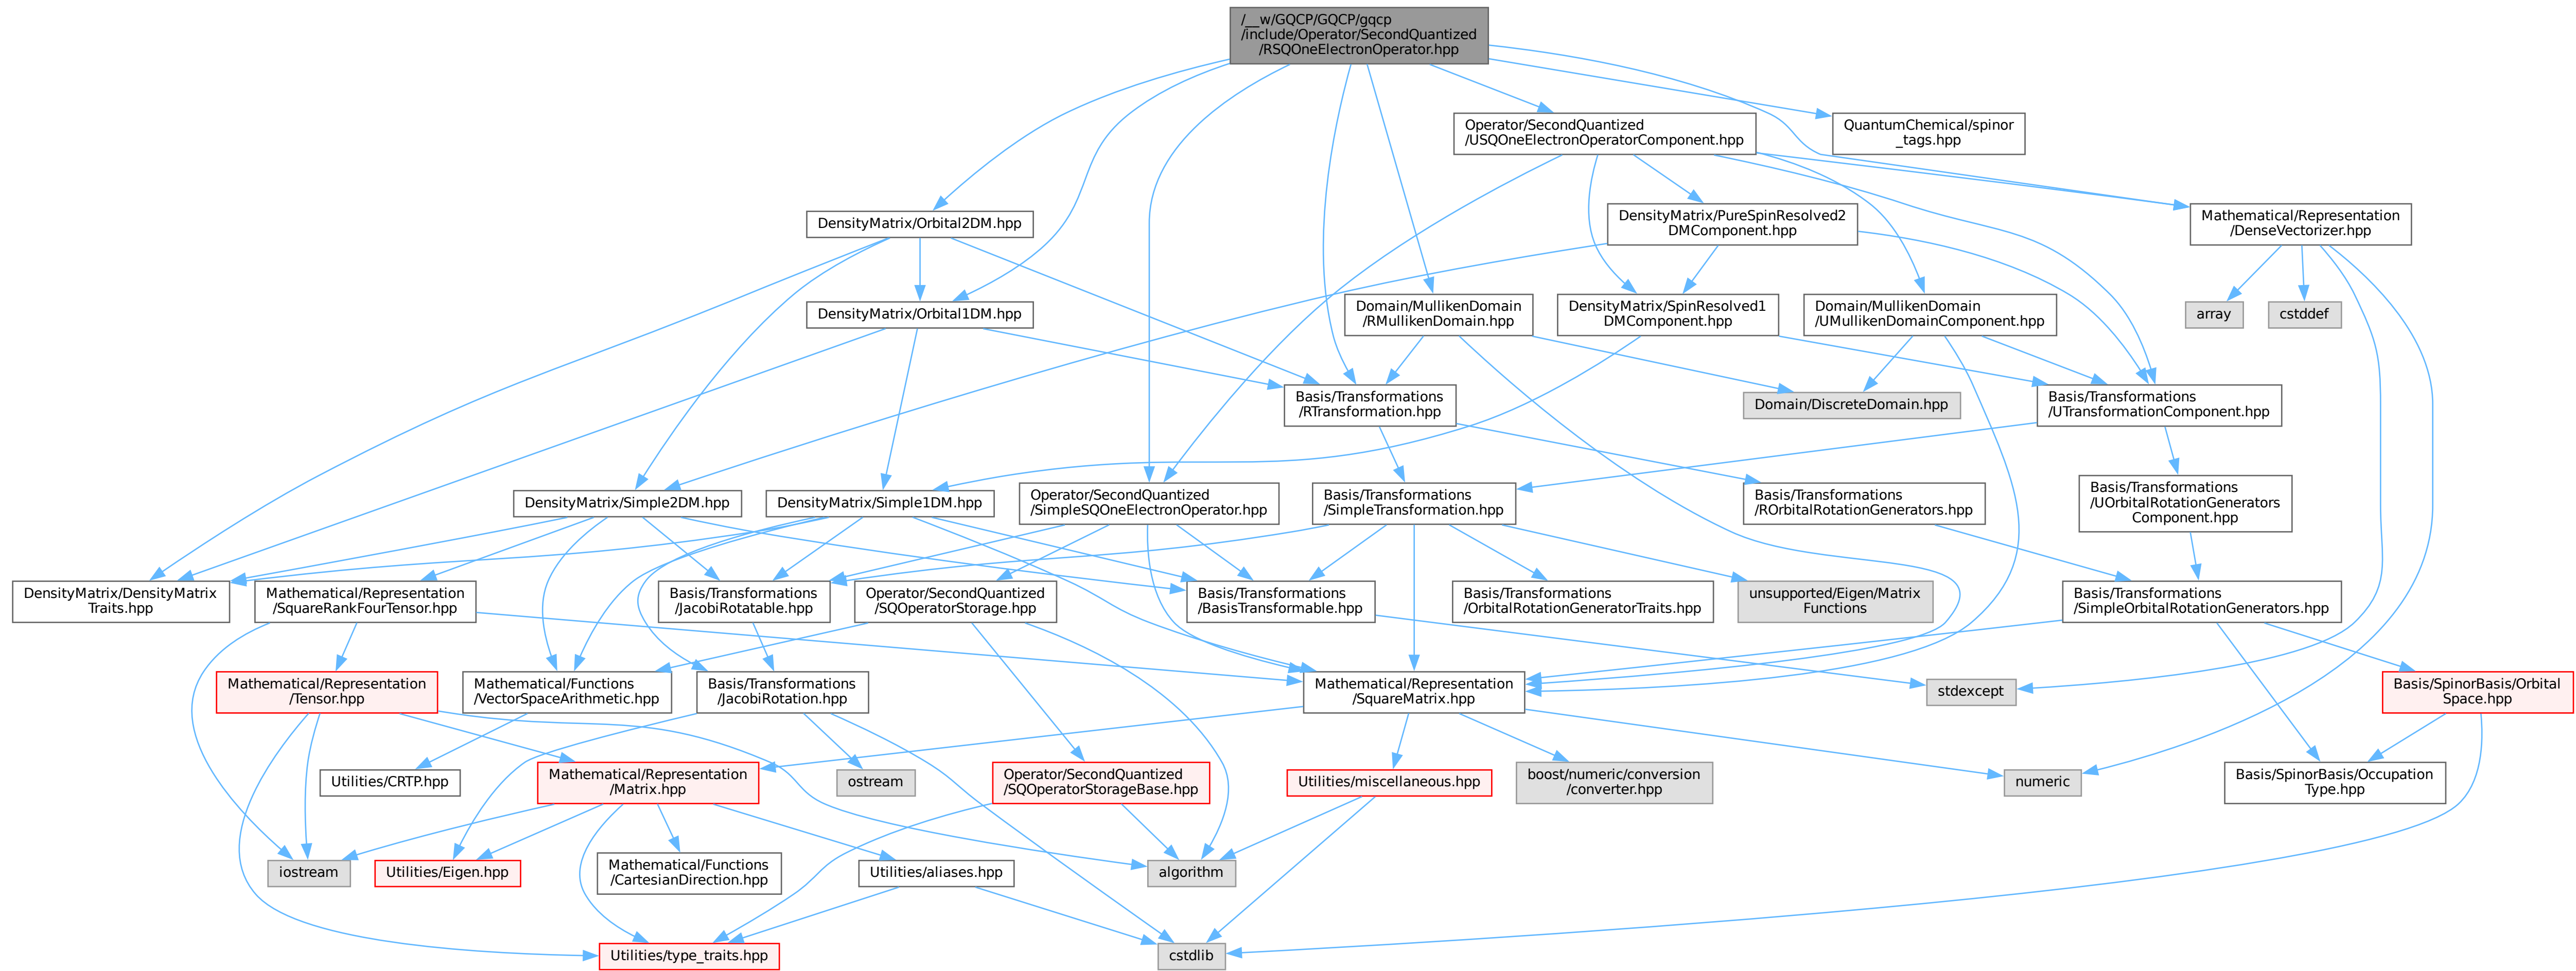 /__w/GQCP/GQCP/gqcp
/include/Operator/SecondQuantized
/RSQOneElectronOperator.hpp
Operator/SecondQuantized
/USQOneElectronOperatorComponent.hpp
QuantumChemical/spinor
_tags.hpp
DensityMatrix/Orbital2DM.hpp
DensityMatrix/PureSpinResolved2
DMComponent.hpp
Mathematical/Representation
/DenseVectorizer.hpp
DensityMatrix/Orbital1DM.hpp
Domain/MullikenDomain
/RMullikenDomain.hpp
DensityMatrix/SpinResolved1
DMComponent.hpp
Domain/MullikenDomain
/UMullikenDomainComponent.hpp
array
cstddef
Basis/Transformations
/RTransformation.hpp
Domain/DiscreteDomain.hpp
Basis/Transformations
/UTransformationComponent.hpp
DensityMatrix/Simple2DM.hpp
DensityMatrix/Simple1DM.hpp
Operator/SecondQuantized
/SimpleSQOneElectronOperator.hpp
Basis/Transformations
/SimpleTransformation.hpp
Basis/Transformations
/ROrbitalRotationGenerators.hpp
Basis/Transformations
/UOrbitalRotationGenerators
Component.hpp
DensityMatrix/DensityMatrix
Traits.hpp
Mathematical/Representation
/SquareRankFourTensor.hpp
Basis/Transformations
/JacobiRotatable.hpp
Operator/SecondQuantized
/SQOperatorStorage.hpp
Basis/Transformations
/BasisTransformable.hpp
Basis/Transformations
/OrbitalRotationGeneratorTraits.hpp
unsupported/Eigen/Matrix
Functions
Basis/Transformations
/SimpleOrbitalRotationGenerators.hpp
Mathematical/Representation
/Tensor.hpp
Mathematical/Functions
/VectorSpaceArithmetic.hpp
Basis/Transformations
/JacobiRotation.hpp
Mathematical/Representation
/SquareMatrix.hpp
stdexcept
Basis/SpinorBasis/Orbital
Space.hpp
Utilities/CRTP.hpp
Mathematical/Representation
/Matrix.hpp
ostream
Operator/SecondQuantized
/SQOperatorStorageBase.hpp
Utilities/miscellaneous.hpp
boost/numeric/conversion
/converter.hpp
numeric
Basis/SpinorBasis/Occupation
Type.hpp
iostream
Utilities/Eigen.hpp
Mathematical/Functions
/CartesianDirection.hpp
Utilities/aliases.hpp
algorithm
Utilities/type_traits.hpp
cstdlib